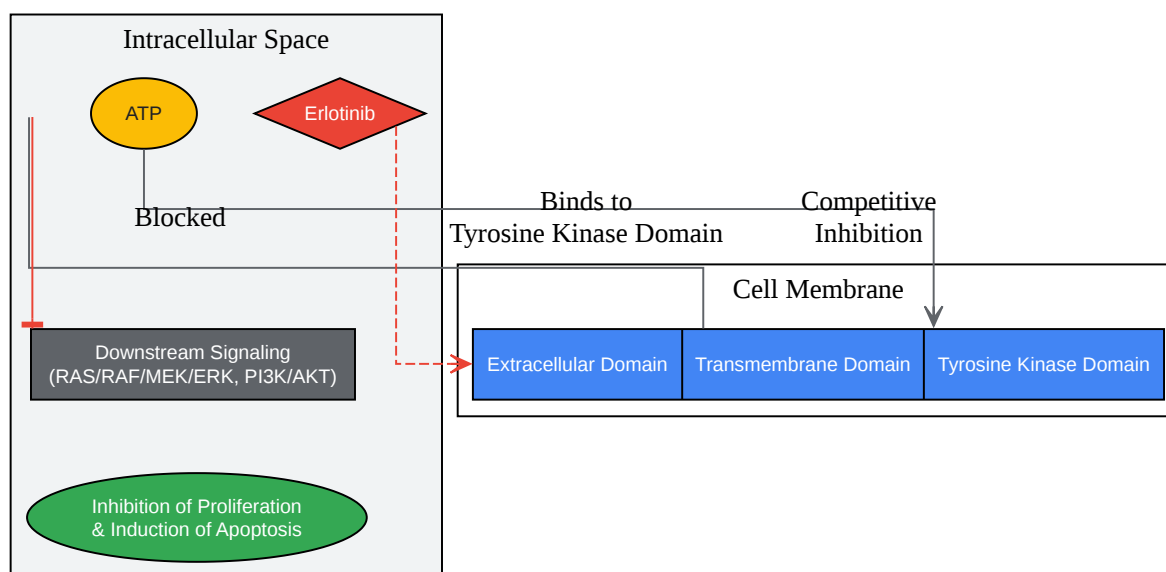 Intracellular Space
ATP
Erlotinib
Blocked
Binds to
Tyrosine Kinase Domain
Competitive
Inhibition
Cell Membrane
Extracellular Domain
Transmembrane Domain
Tyrosine Kinase Domain
Downstream Signaling
(RAS/RAF/MEK/ERK, PI3K/AKT)
Inhibition of Proliferation
& Induction of Apoptosis